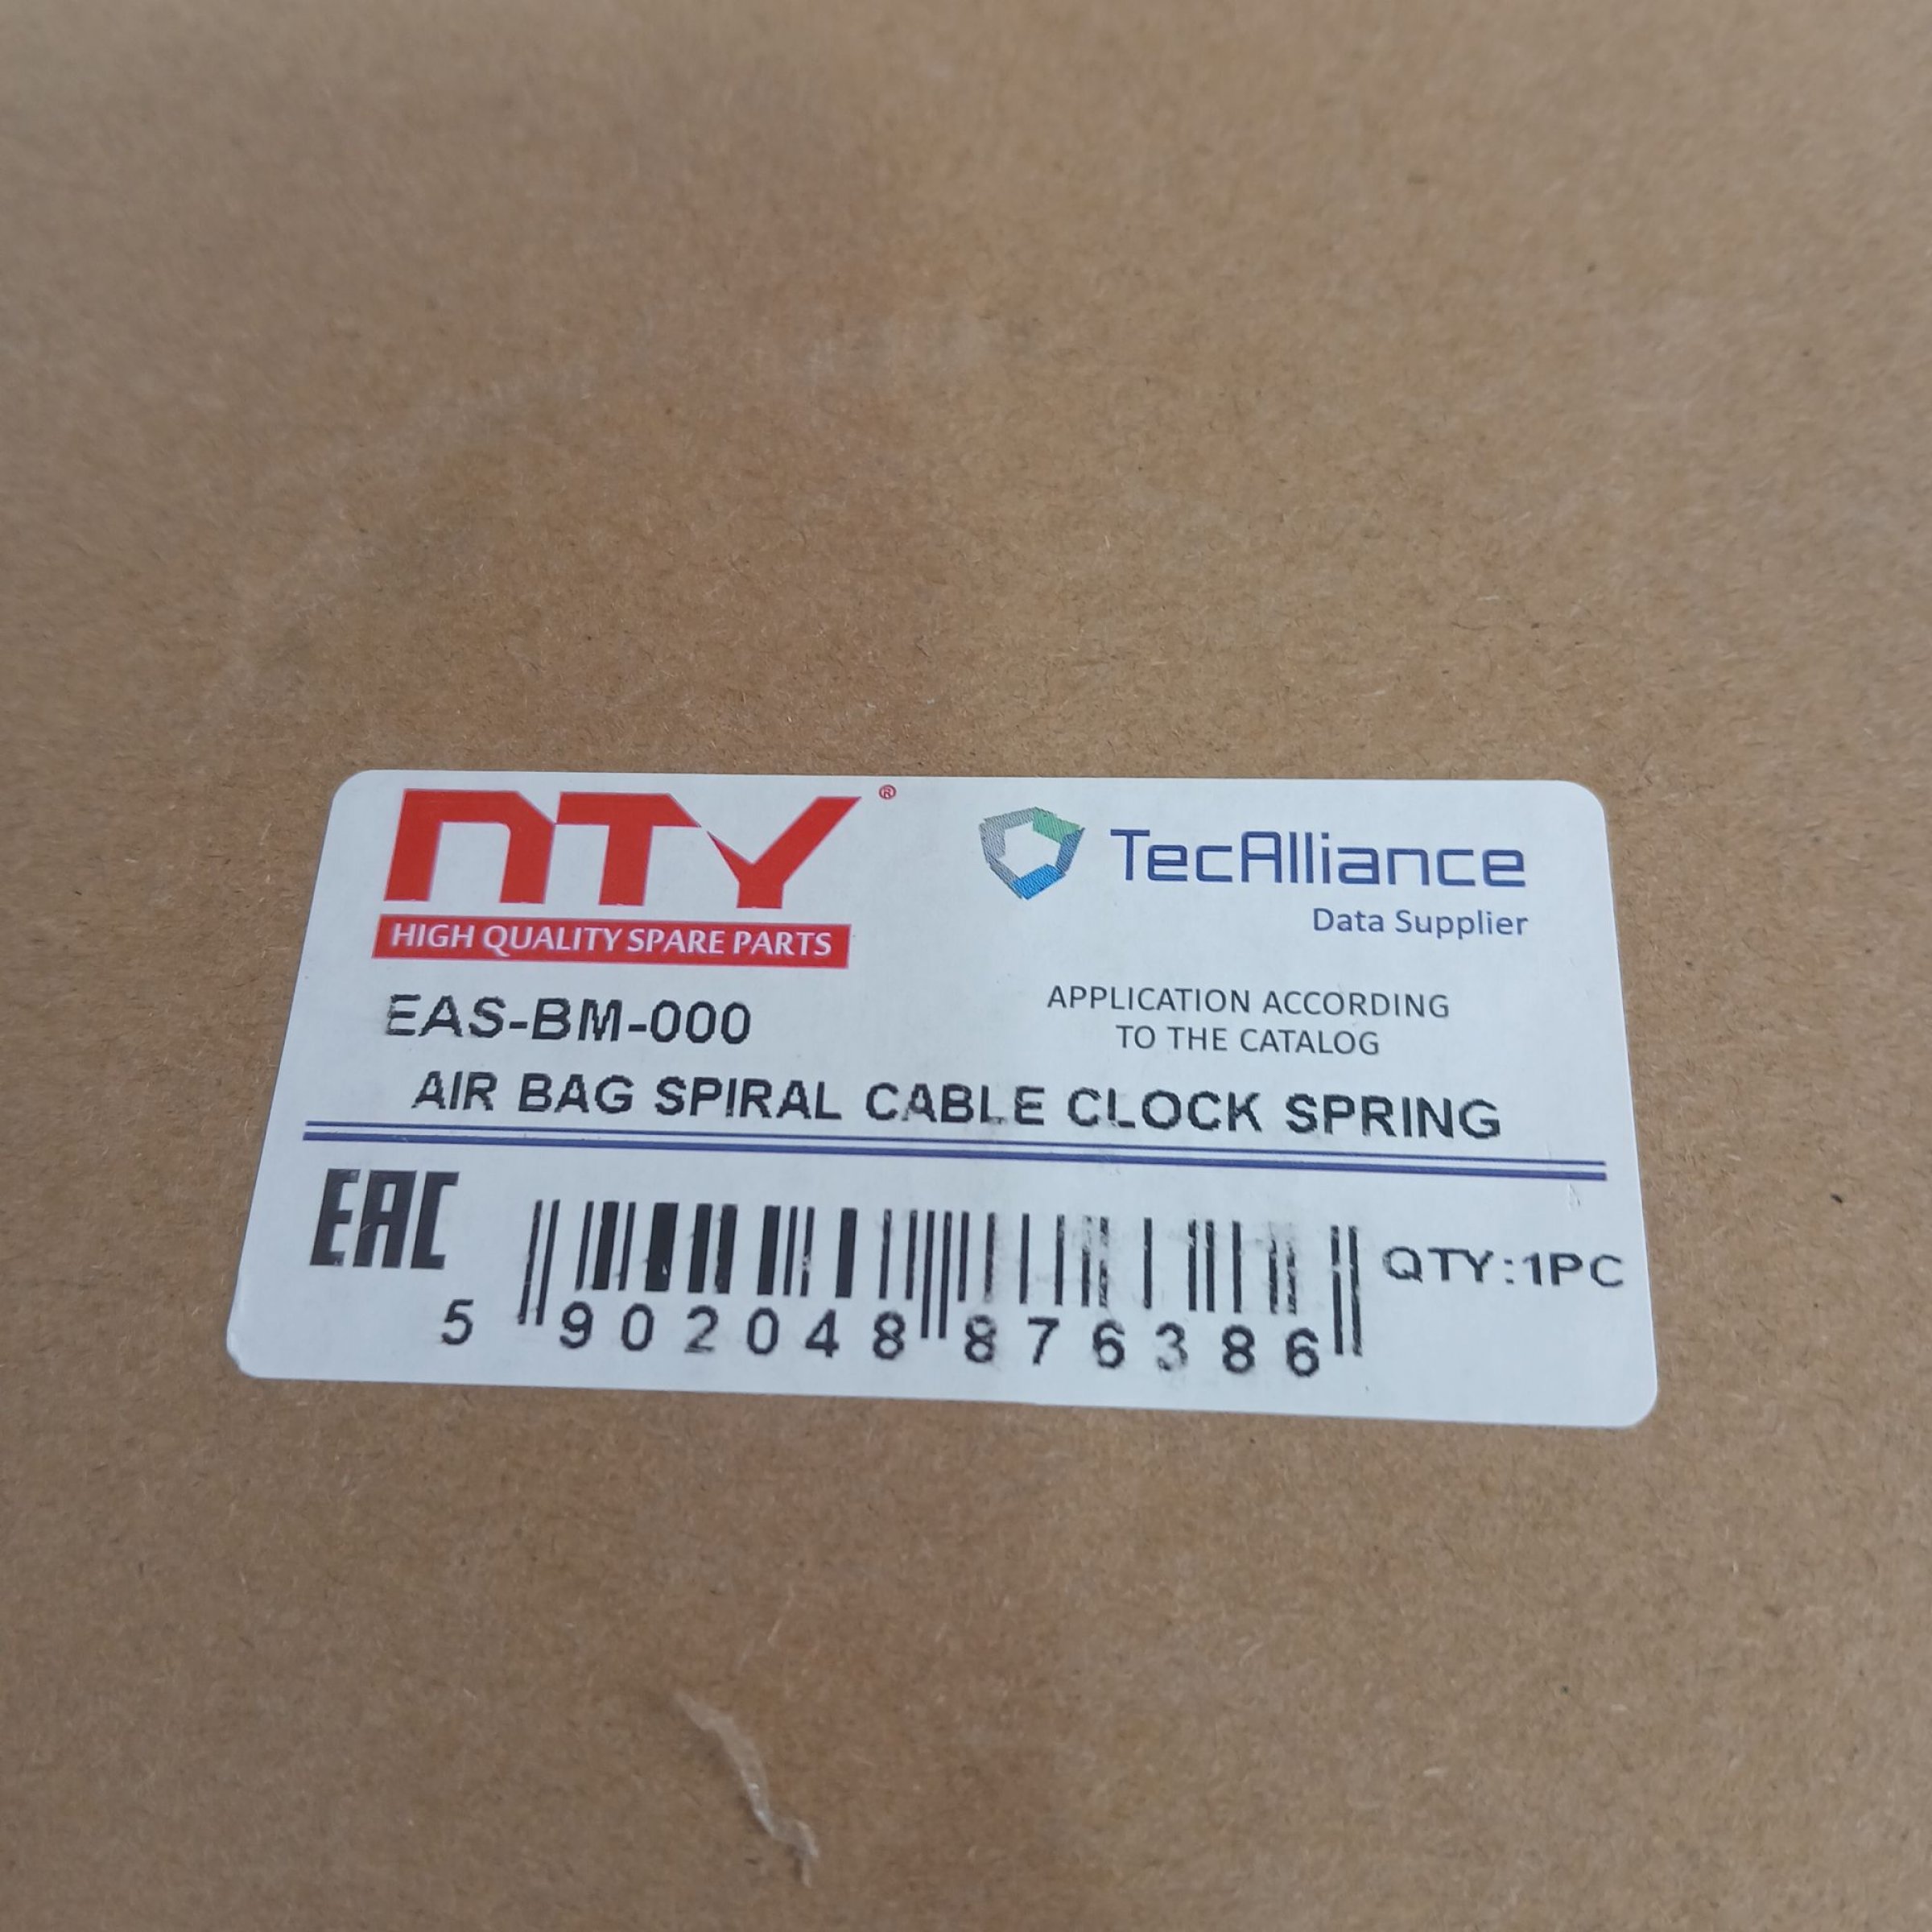 NTY®
HIGH QUALITY SPARE PARTS
TecAlliance
Data Supplier
EAS-BM-000
APPLICATION ACCORDING
TO THE CATALOG
AIR BAG SPIRAL CABLE CLOCK SPRING
EAC
5 902048 876386
QTY:1PC